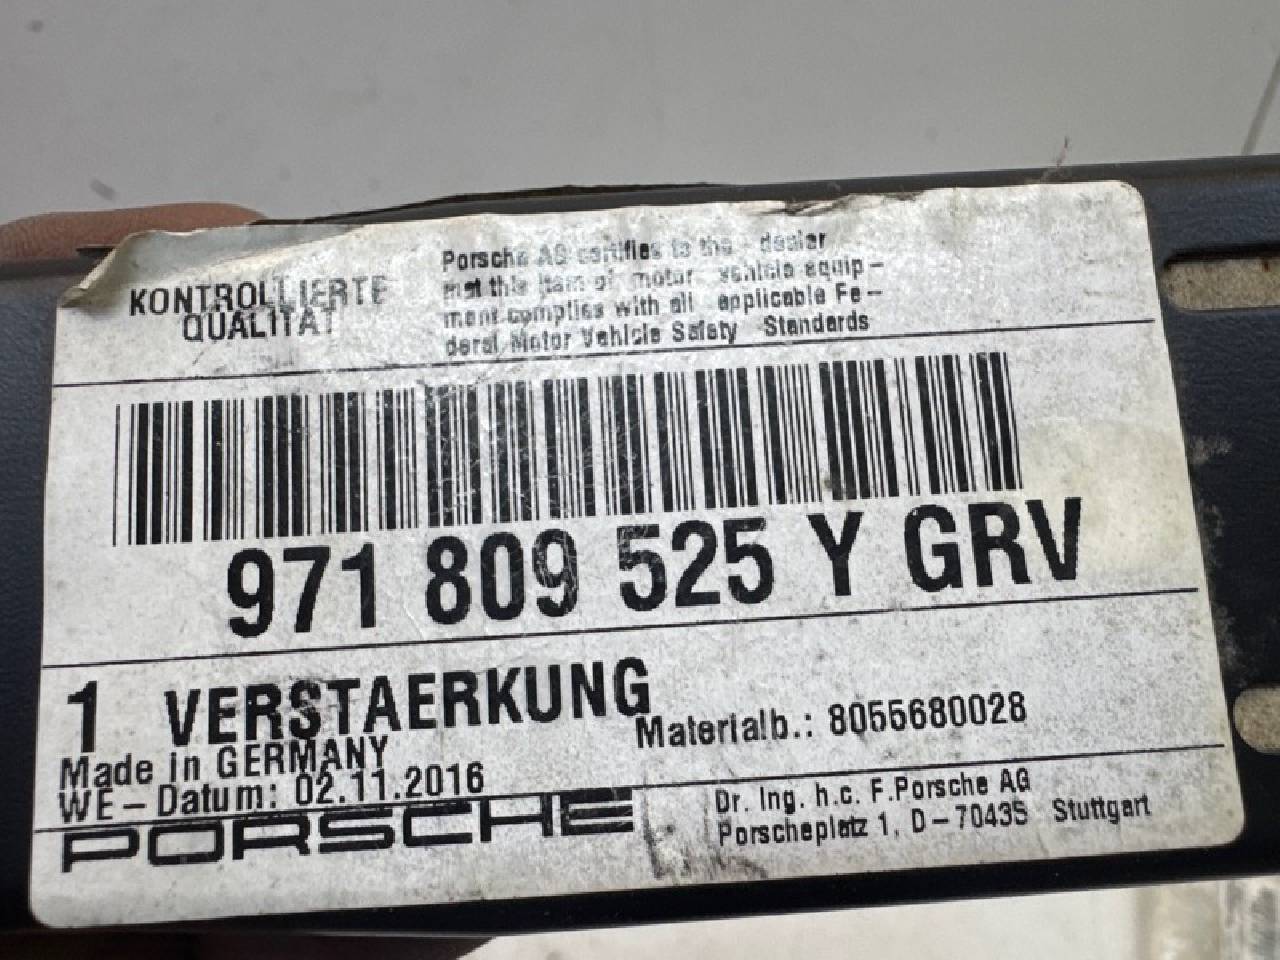 KONTROLLIERTE
QUALITÄT
Porsche AG certifies to the dealer
that this item of motor vehicle equip-
ment complies with all applicable Fe-
deral Motor Vehicle Safety Standards
971 809 525 Y GRV
1 VERSTAERKUNG
Materialb.: 8055680028
Made in GERMANY
WE-Datum: 02.11.2016
PORSCHE
Dr. Ing. h.c. F.Porsche AG
Porscheplatz 1, D-70435 Stuttgart